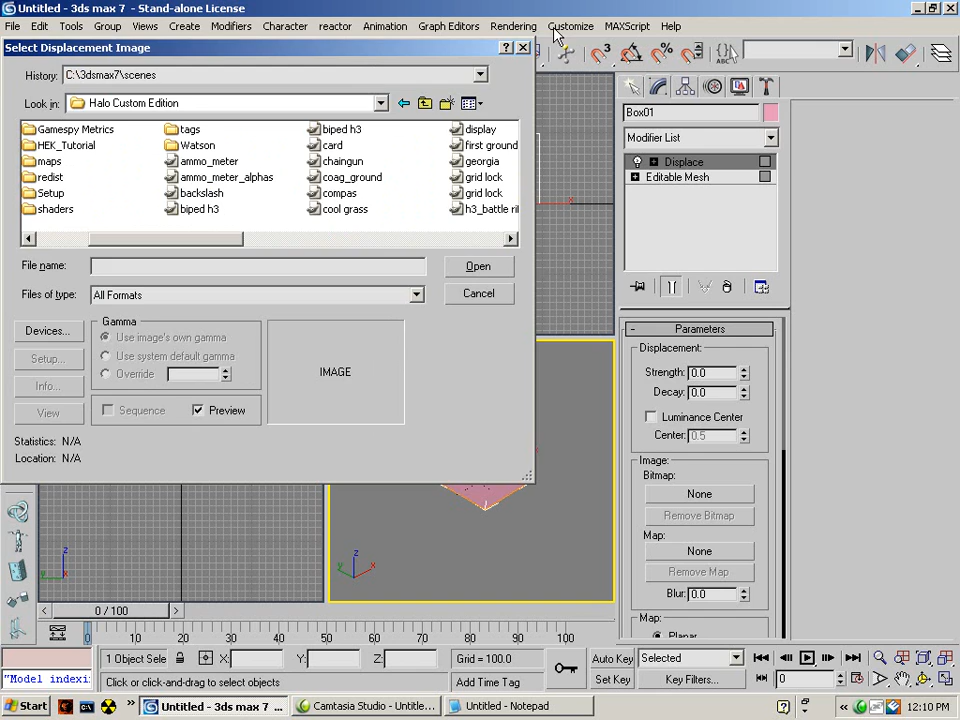 Untitled - 3ds max 7 - Stand-alone License
File Edit Tools Group Views Create Modifiers Character reactor Animation Graph Editors Rendering Customize MAXScript Help
Select Displacement Image
History: C:\3dsmax7\scenes
Look in: Halo Custom Edition
Gamespy Metrics tags biped h3 display
HEK_Tutorial Watson card first ground
maps ammo_meter chaingun georgia
redist ammo_meter_alphas coag_ground grid lock
Setup backslash compas grid lock
shaders biped h3 cool grass h3_battle ri
File name: Open
Files of type: All Formats Cancel
Devices...
Setup...
Info...
View
Gamma
Use image's own gamma
Use system default gamma
Override
Sequence Preview
IMAGE
Statistics: N/A
Location: N/A
Box01
Modifier List
Displace
Editable Mesh
Parameters
Displacement:
Strength: 0.0
Decay: 0.0
Luminance Center
Center: 0.5
Image:
Bitmap:
None
Remove Bitmap
Map:
None
Remove Map
Blur: 0.0
Map:
Planar
z
y
x
z
y
x
x
0 / 100
0 10 20 30 40 50 60 70 80 90 100
1 Object Sele X: Y: Z: Grid = 100.0 Auto Key Selected
"Model indexi Click or click-and-drag to select objects Add Time Tag Set Key Key Filters... 0
Start Untitled - 3ds max 7 - ... Camtasia Studio - Untitle... Untitled - Notepad 12:10 PM